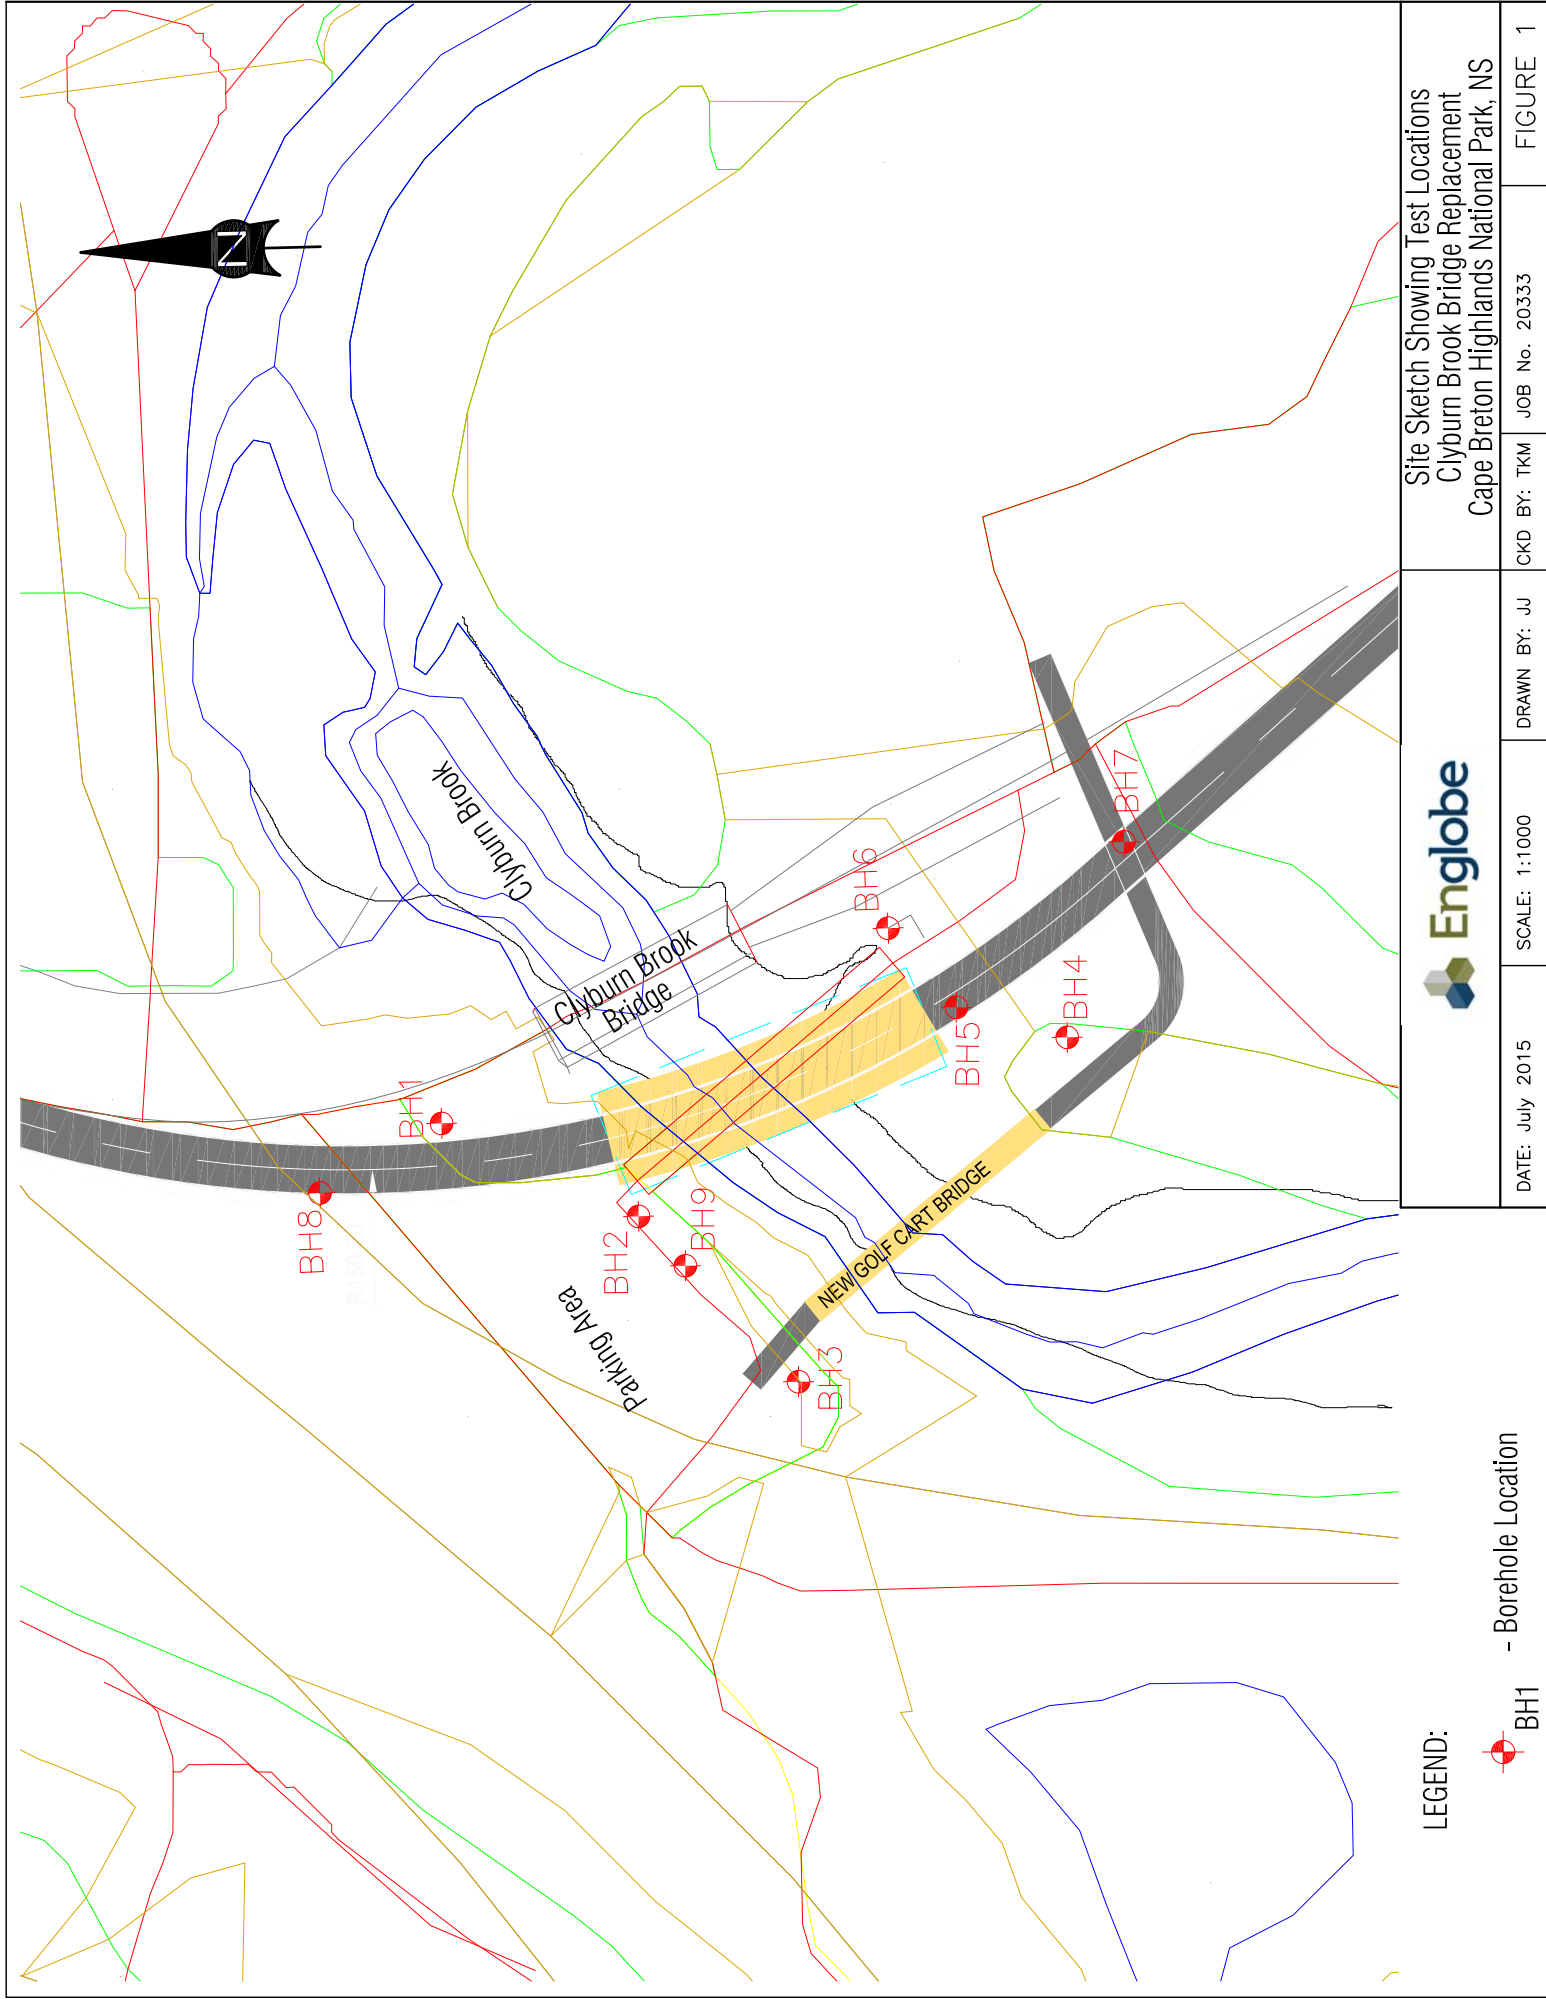 Clyburn Brook
Clyburn Brook
Bridge
BH1
BH8
BH2
BH9
BH3
BH6
BH5
BH4
BH7
Parking Area
NEW GOLF CART BRIDGE
N
LEGEND:
BH1
- Borehole Location
Englobe
Site Sketch Showing Test Locations
Clyburn Brook Bridge Replacement
Cape Breton Highlands National Park, NS
DATE: July 2015
SCALE: 1:1000
DRAWN BY: JJ
CKD BY: TKM
JOB No. 20333
FIGURE 1